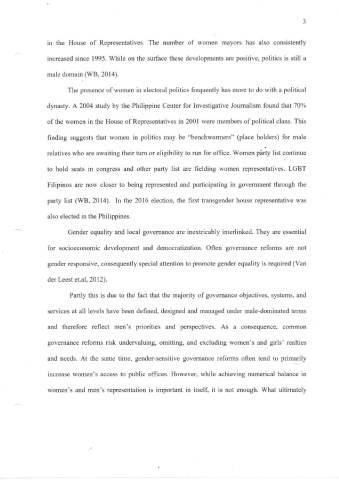 3
in the House of Representatives. The number of women mayors has also consistently
increased since 1995. While on the surface these developments are positive, politics is still a
male domain (WB, 2014).
The presence of women in electoral politics frequently has more to do with a political
dynasty. A 2004 study by the Philippine Center for Investigative Journalism found that 70%
of the women in the House of Representatives in 2001 were members of political clans. This
finding suggests that women in politics may be "benchwarmers" (place holders) for male
relatives who are awaiting their turn or eligibility to run for office. Women party list continue
to hold seats in congress and other party list are fielding women representatives. LGBT
Filipinos are now closer to being represented and participating in government through the
party list (WB, 2014). In the 2016 election, the first transgender house representative was
also elected in the Philippines.
Gender equality and local governance are inextricably interlinked. They are essential
for socioeconomic development and democratization. Often governance reforms are not
gender responsive, consequently special attention to promote gender equality is required (Van
der Leest et.al, 2012).
Partly this is due to the fact that the majority of governance objectives, systems, and
services at all levels have been defined, designed and managed under male-dominated terms
and therefore reflect men's priorities and perspectives. As a consequence, common
governance reforms risk undervaluing, omitting, and excluding women's and girls' realties
and needs. At the same time, gender-sensitive governance reforms often tend to primarily
increase women's access to public offices. However, while achieving numerical balance in
women's and men's representation is important in itself, it is not enough. What ultimately